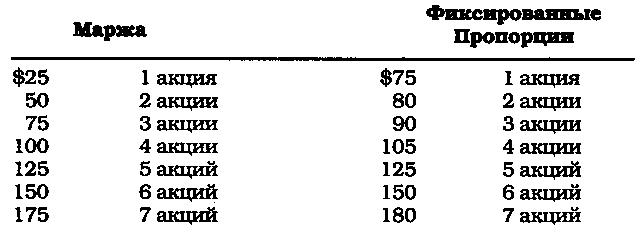 Маржа Фиксированные
Пропорции
$25 1 акция $75 1 акция
50 2 акции 80 2 акции
75 3 акции 90 3 акции
100 4 акции 105 4 акции
125 5 акций 125 5 акций
150 6 акций 150 6 акций
175 7 акций 180 7 акций